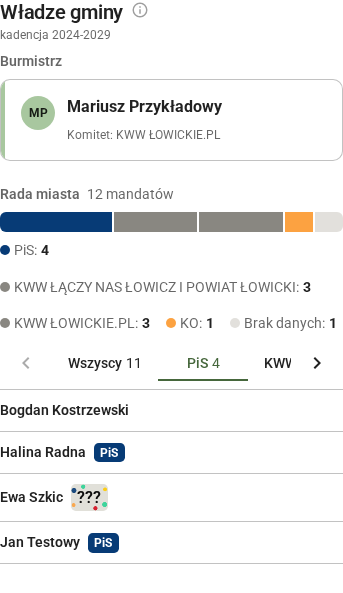 Władze gminy
kadencja 2024-2029
Burmistrz
MP
Mariusz Przykładowy
Komitet: KWW ŁOWICKIE.PL
Rada miasta 12 mandatów
PiS: 4
KWW ŁĄCZY NAS ŁOWICZ I POWIAT ŁOWICKI: 3
KWW ŁOWICKIE.PL: 3 KO: 1 Brak danych: 1
Wszyscy 11 PiS 4 KWW
Bogdan Kostrzewski
Halina Radna PiS
Ewa Szkic ???
Jan Testowy PiS